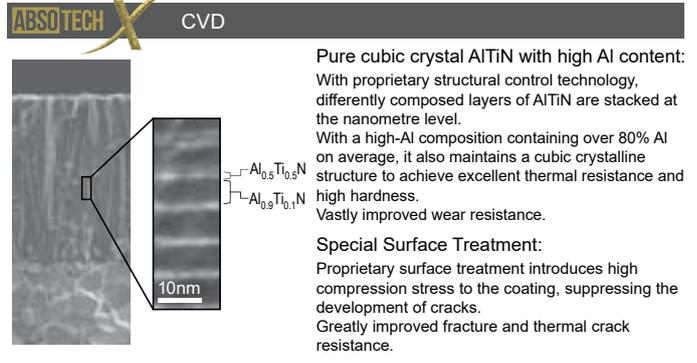 ABSOTECH X CVD
Pure cubic crystal AlTiN with high Al content:
With proprietary structural control technology,
differently composed layers of AlTiN are stacked at
the nanometre level.
With a high-Al composition containing over 80% Al
on average, it also maintains a cubic crystalline
structure to achieve excellent thermal resistance and
high hardness.
Vastly improved wear resistance.
Al0.5Ti0.5N
Al0.9Ti0.1N
10nm
Special Surface Treatment:
Proprietary surface treatment introduces high
compression stress to the coating, suppressing the
development of cracks.
Greatly improved fracture and thermal crack
resistance.